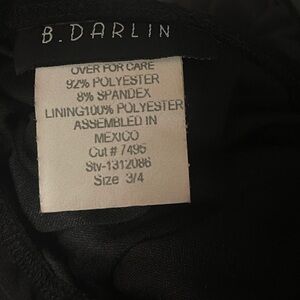 B. DARLIN
OVER FOR CARE
92% POLYESTER
8% SPANDEX
LINING100% POLYESTER
ASSEMBLED IN
MEXICO
Cut # 7495
Sty-1312086
Size 3/4